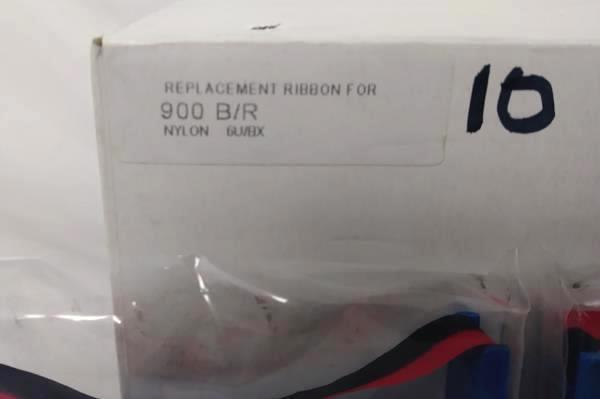 REPLACEMENT RIBBON FOR
900 B/R
NYLON 6U/BX
10